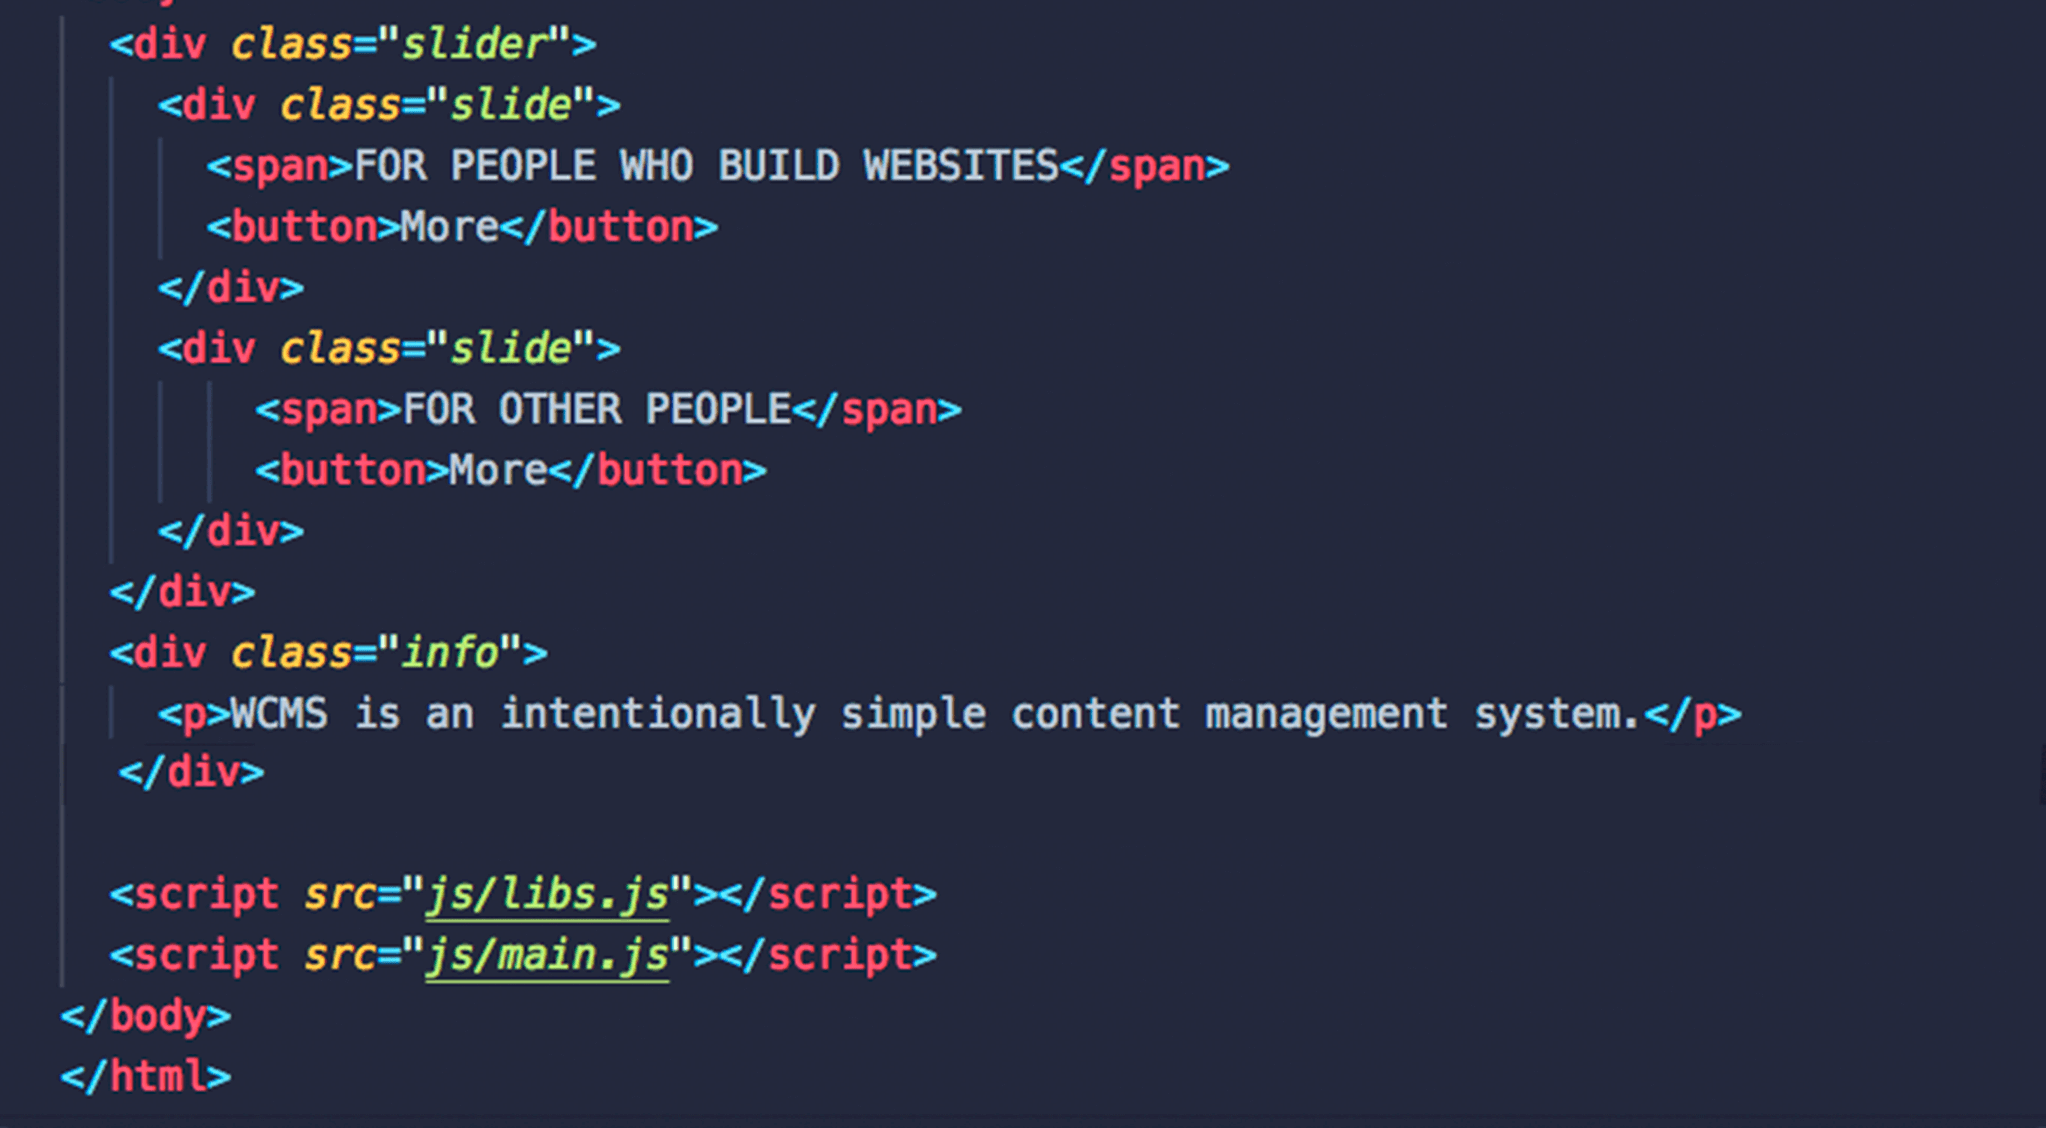 <div class="slider">
<div class="slide">
<span>FOR PEOPLE WHO BUILD WEBSITES</span>
<button>More</button>
</div>
<div class="slide">
<span>FOR OTHER PEOPLE</span>
<button>More</button>
</div>
</div>
<div class="info">
<p>WCMS is an intentionally simple content management system.</p>
</div>
<script src="js/libs.js"></script>
<script src="js/main.js"></script>
</body>
</html>